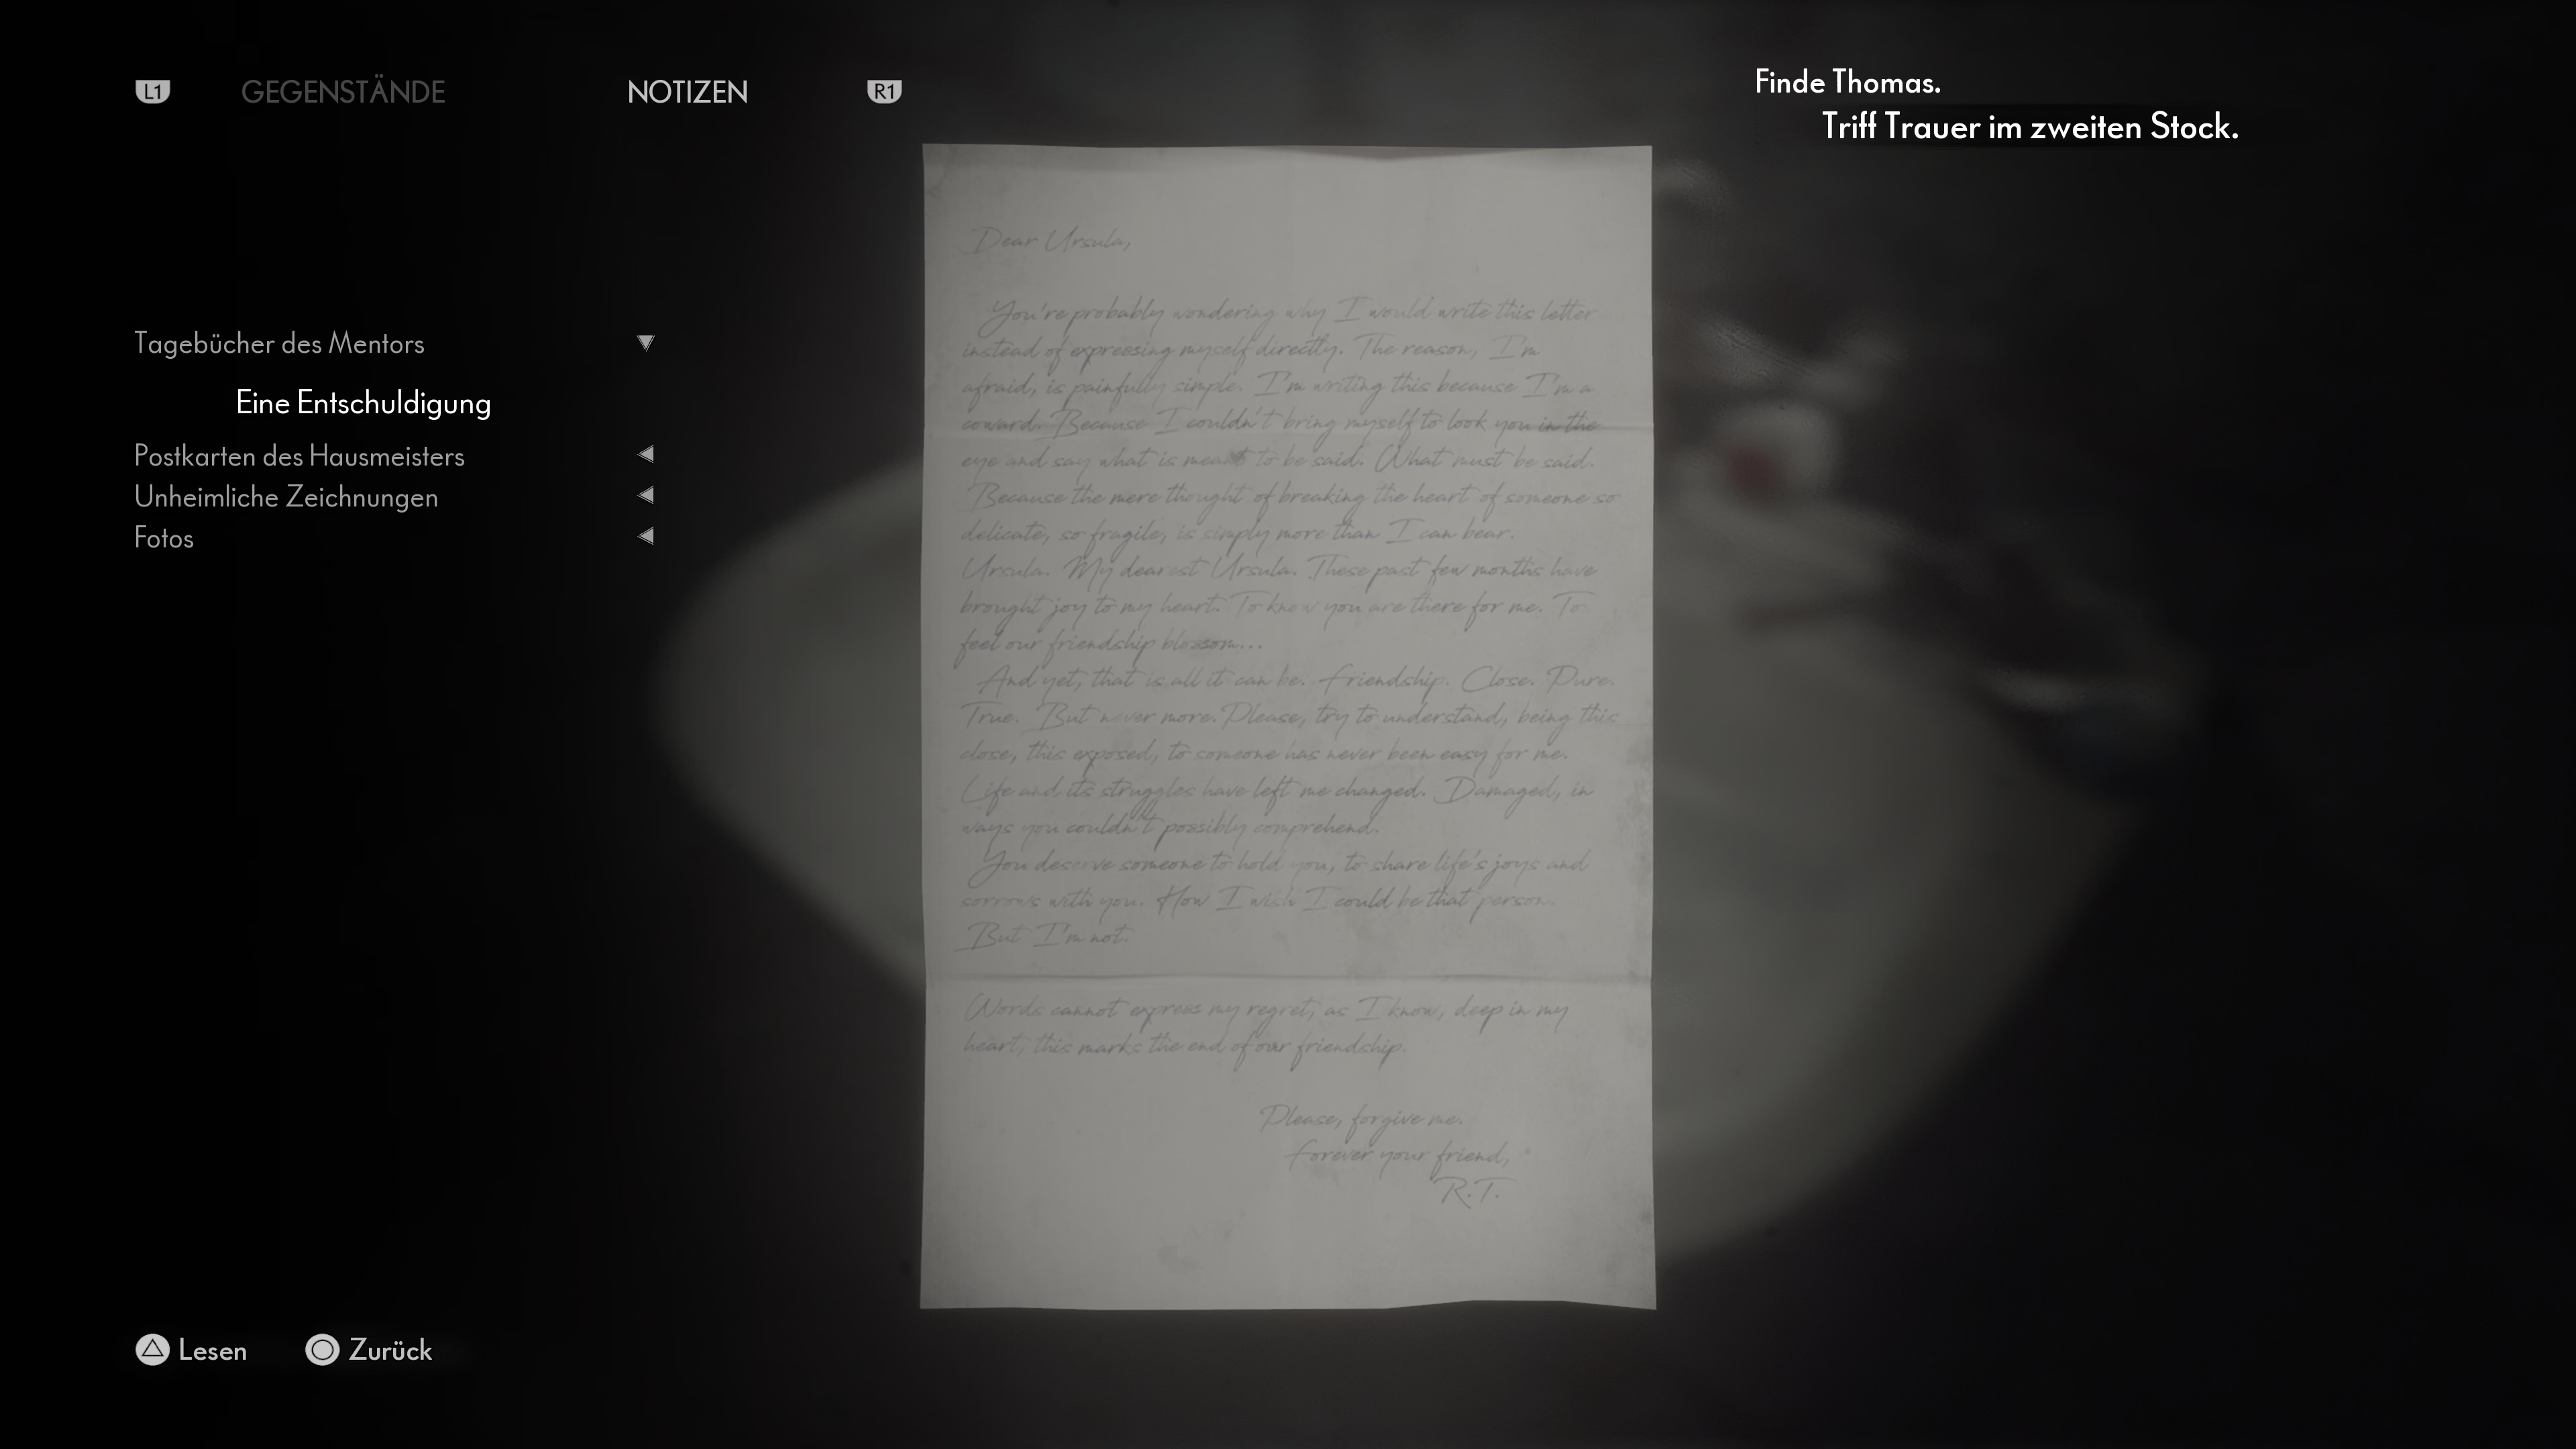 L1
GEGENSTÄNDE
NOTIZEN
R1
Finde Thomas.
Triff Trauer im zweiten Stock.
Tagebücher des Mentors
Eine Entschuldigung
Postkarten des Hausmeisters
Unheimliche Zeichnungen
Fotos
Dear Ursula,
You're probably wondering why I would write this letter
instead of expressing myself directly. The reason, I'm
afraid, is painfully simple. I'm writing this because I'm a
coward. Because I couldn't bring myself to look you in the
eye and say what is meant to be said. What must be said.
Because the mere thought of breaking the heart of someone so
delicate, so fragile, is simply more than I can bear.
Ursula. My dearest Ursula. These past few months have
brought joy to my heart. To know you are there for me. To
feel our friendship blossom...
And yet, that is all it can be. Friendship. Close. Pure.
True. But never more. Please, try to understand, being this
close, this exposed, to someone has never been easy for me.
Life and its struggles have left me changed. Damaged, in
ways you couldn't possibly comprehend.
You deserve someone to hold you, to share life's joys and
sorrows with you. How I wish I could be that person.
But I'm not.
Words cannot express my regret, as I know, deep in my
heart, this marks the end of our friendship.
Please, forgive me.
Forever your friend,
R.T.
Lesen
Zurück